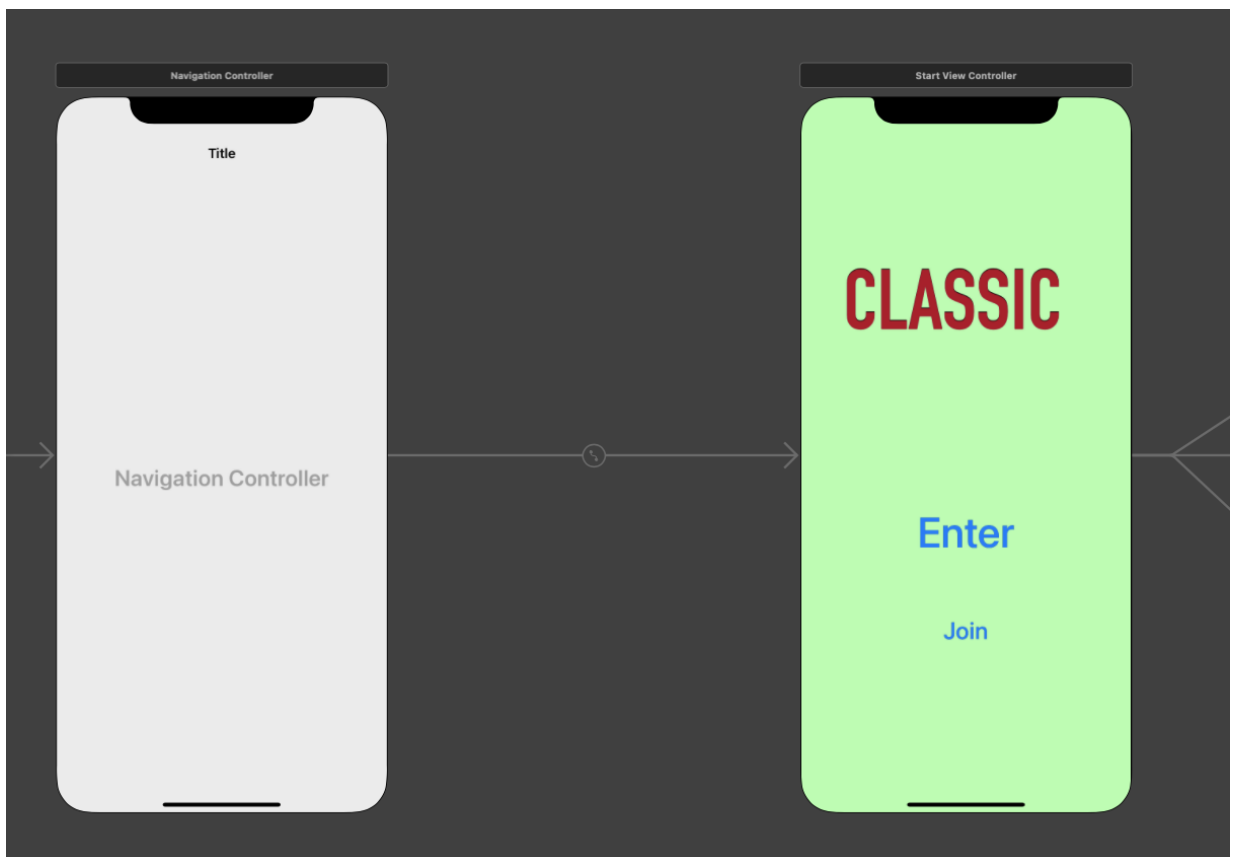 Navigation Controller
Title
Navigation Controller
Start View Controller
CLASSIC
Enter
Join